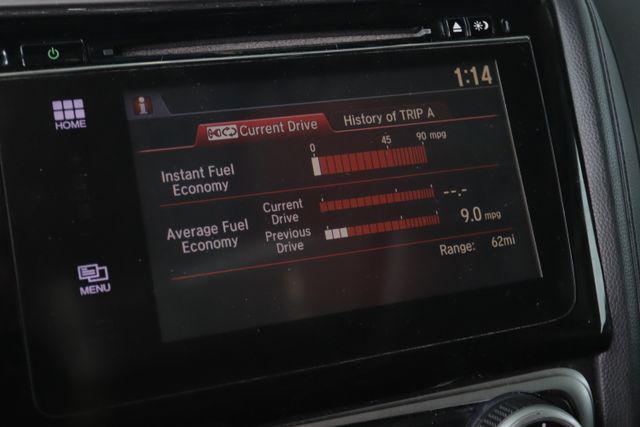 1:14
HOME
i
Current Drive
History of TRIP A
0 45 90 mpg
Instant Fuel
Economy
Average Fuel
Economy
Current
Drive
--.-
Previous
Drive
9.0 mpg
Range: 62mi
MENU